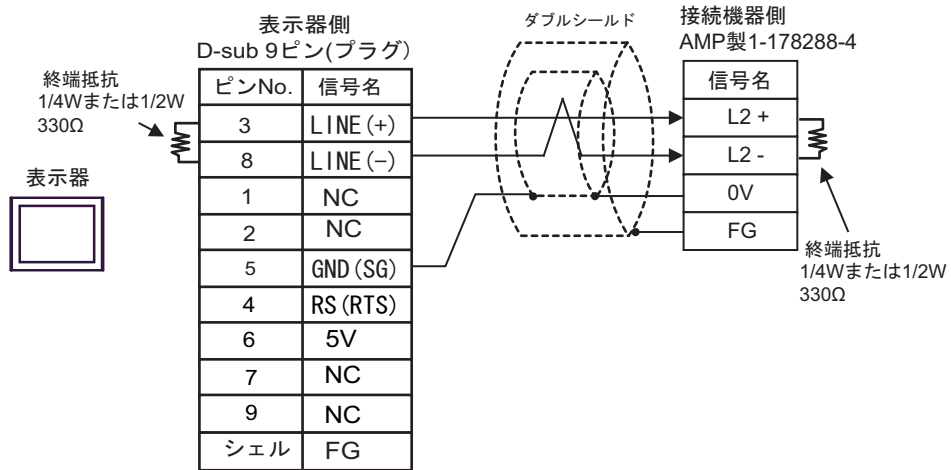 表示器側
D-sub 9ピン(プラグ)
ダブルシールド
接続機器側
AMP製1-178288-4
終端抵抗
1/4Wまたは1/2W
330Ω
表示器
ピンNo. 信号名
3 LINE(+)
8 LINE(−)
1 NC
2 NC
5 GND(SG)
4 RS(RTS)
6 5V
7 NC
9 NC
シェル FG
信号名
L2 +
L2 -
0V
FG
終端抵抗
1/4Wまたは1/2W
330Ω